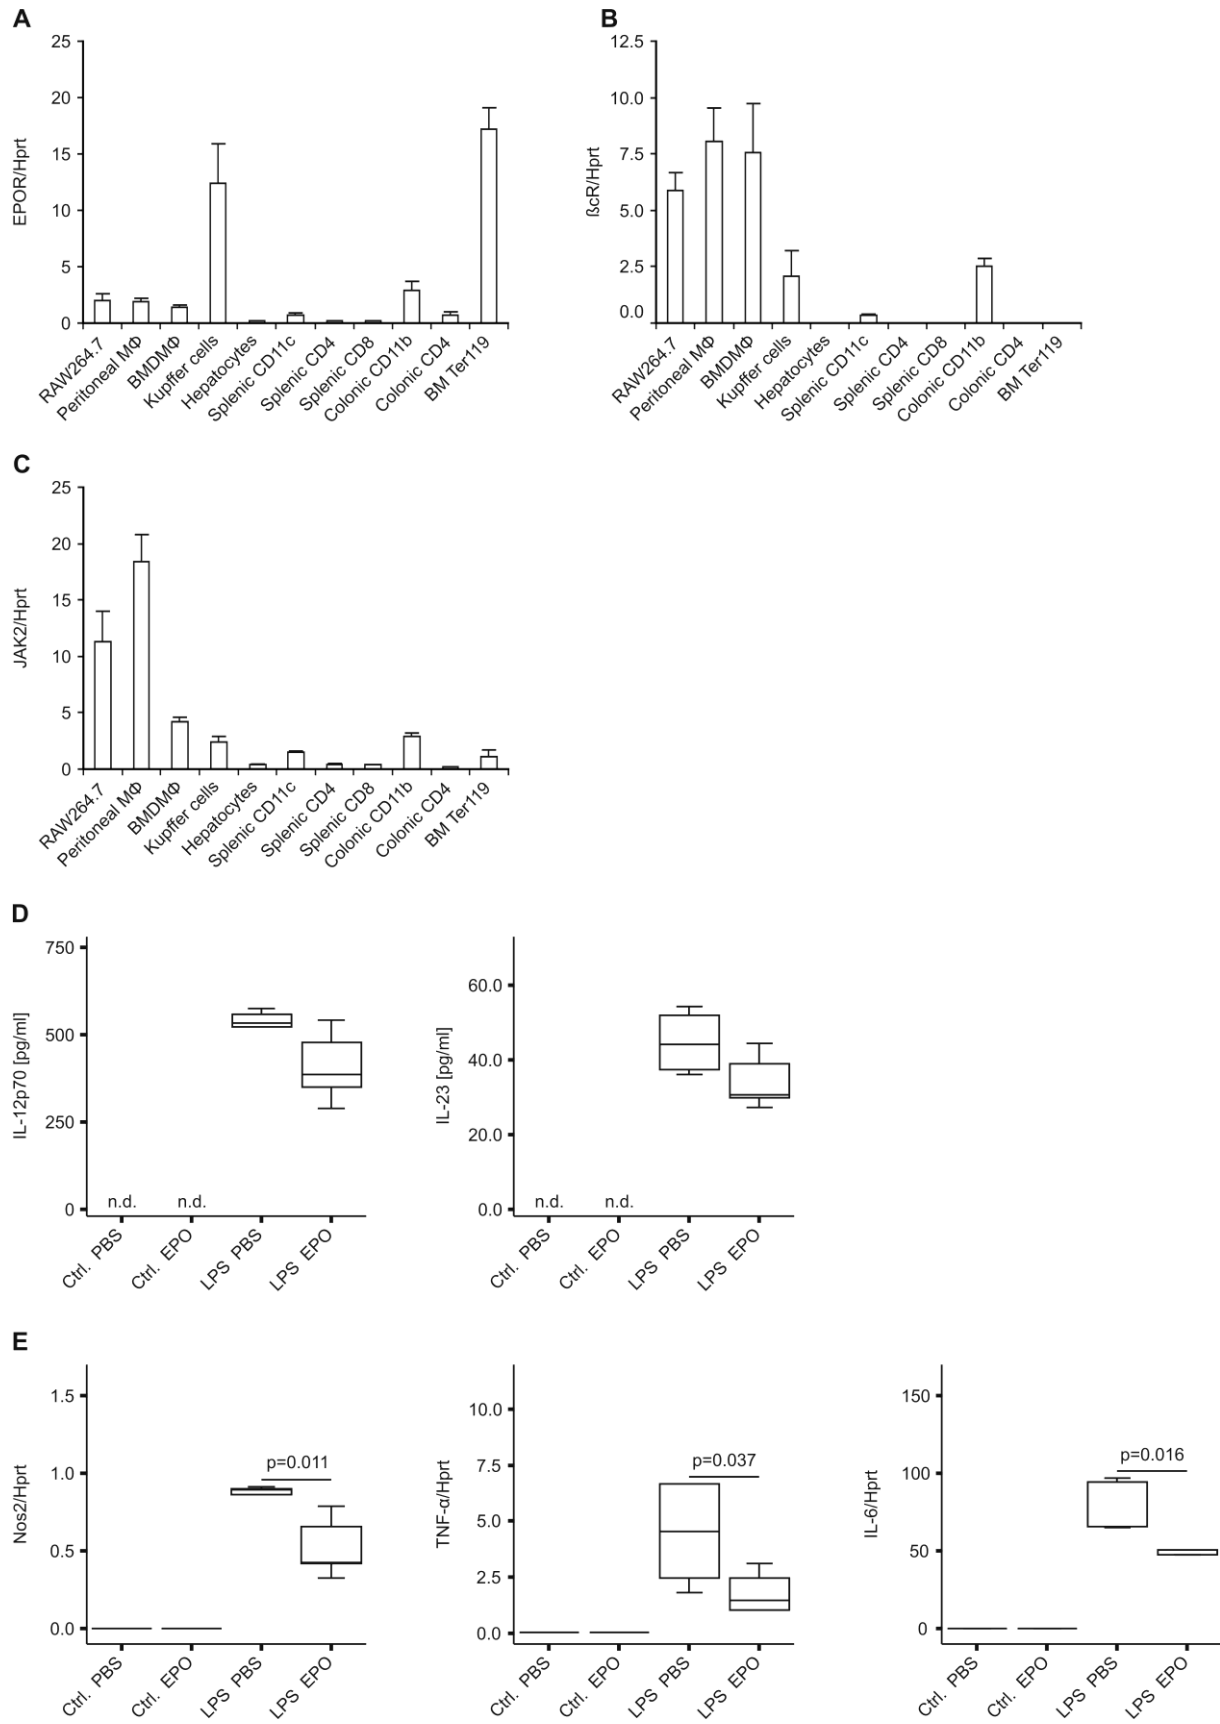 A
EPOR/Hprt
25
20
15
10
5
0
RAW264.7
Peritoneal MΦ
BMDMΦ
Kupffer cells
Hepatocytes
Splenic CD11c
Splenic CD4
Splenic CD8
Colonic CD11b
Colonic CD4
BM Ter119
B
ßcR/Hprt
12.5
10.0
7.5
5.0
2.5
0.0
RAW264.7
Peritoneal MΦ
BMDMΦ
Kupffer cells
Hepatocytes
Splenic CD11c
Splenic CD4
Splenic CD8
Colonic CD11b
Colonic CD4
BM Ter119
C
JAK2/Hprt
25
20
15
10
5
0
RAW264.7
Peritoneal MΦ
BMDMΦ
Kupffer cells
Hepatocytes
Splenic CD11c
Splenic CD4
Splenic CD8
Colonic CD11b
Colonic CD4
BM Ter119
D
IL-12p70 [pg/ml]
750
500
250
0
n.d.
n.d.
Ctrl. PBS
Ctrl. EPO
LPS PBS
LPS EPO
IL-23 [pg/ml]
60.0
40.0
20.0
0.0
n.d.
n.d.
Ctrl. PBS
Ctrl. EPO
LPS PBS
LPS EPO
E
Nos2/Hprt
1.5
1.0
0.5
0.0
p=0.011
Ctrl. PBS
Ctrl. EPO
LPS PBS
LPS EPO
TNF-α/Hprt
10.0
7.5
5.0
2.5
0.0
p=0.037
Ctrl. PBS
Ctrl. EPO
LPS PBS
LPS EPO
IL-6/Hprt
150
100
50
0
p=0.016
Ctrl. PBS
Ctrl. EPO
LPS PBS
LPS EPO